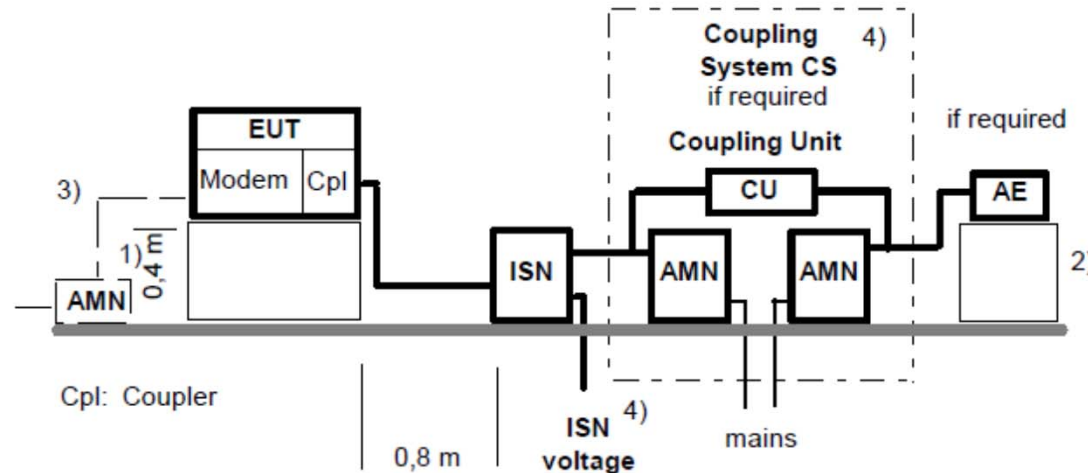 Coupling 4)
System CS
if required
if required
Coupling Unit
EUT
Modem Cpl
CU
AE
3)
1)
0,4 m
AMN
ISN
AMN
AMN
2)
Cpl: Coupler
0,8 m
ISN 4)
voltage
mains